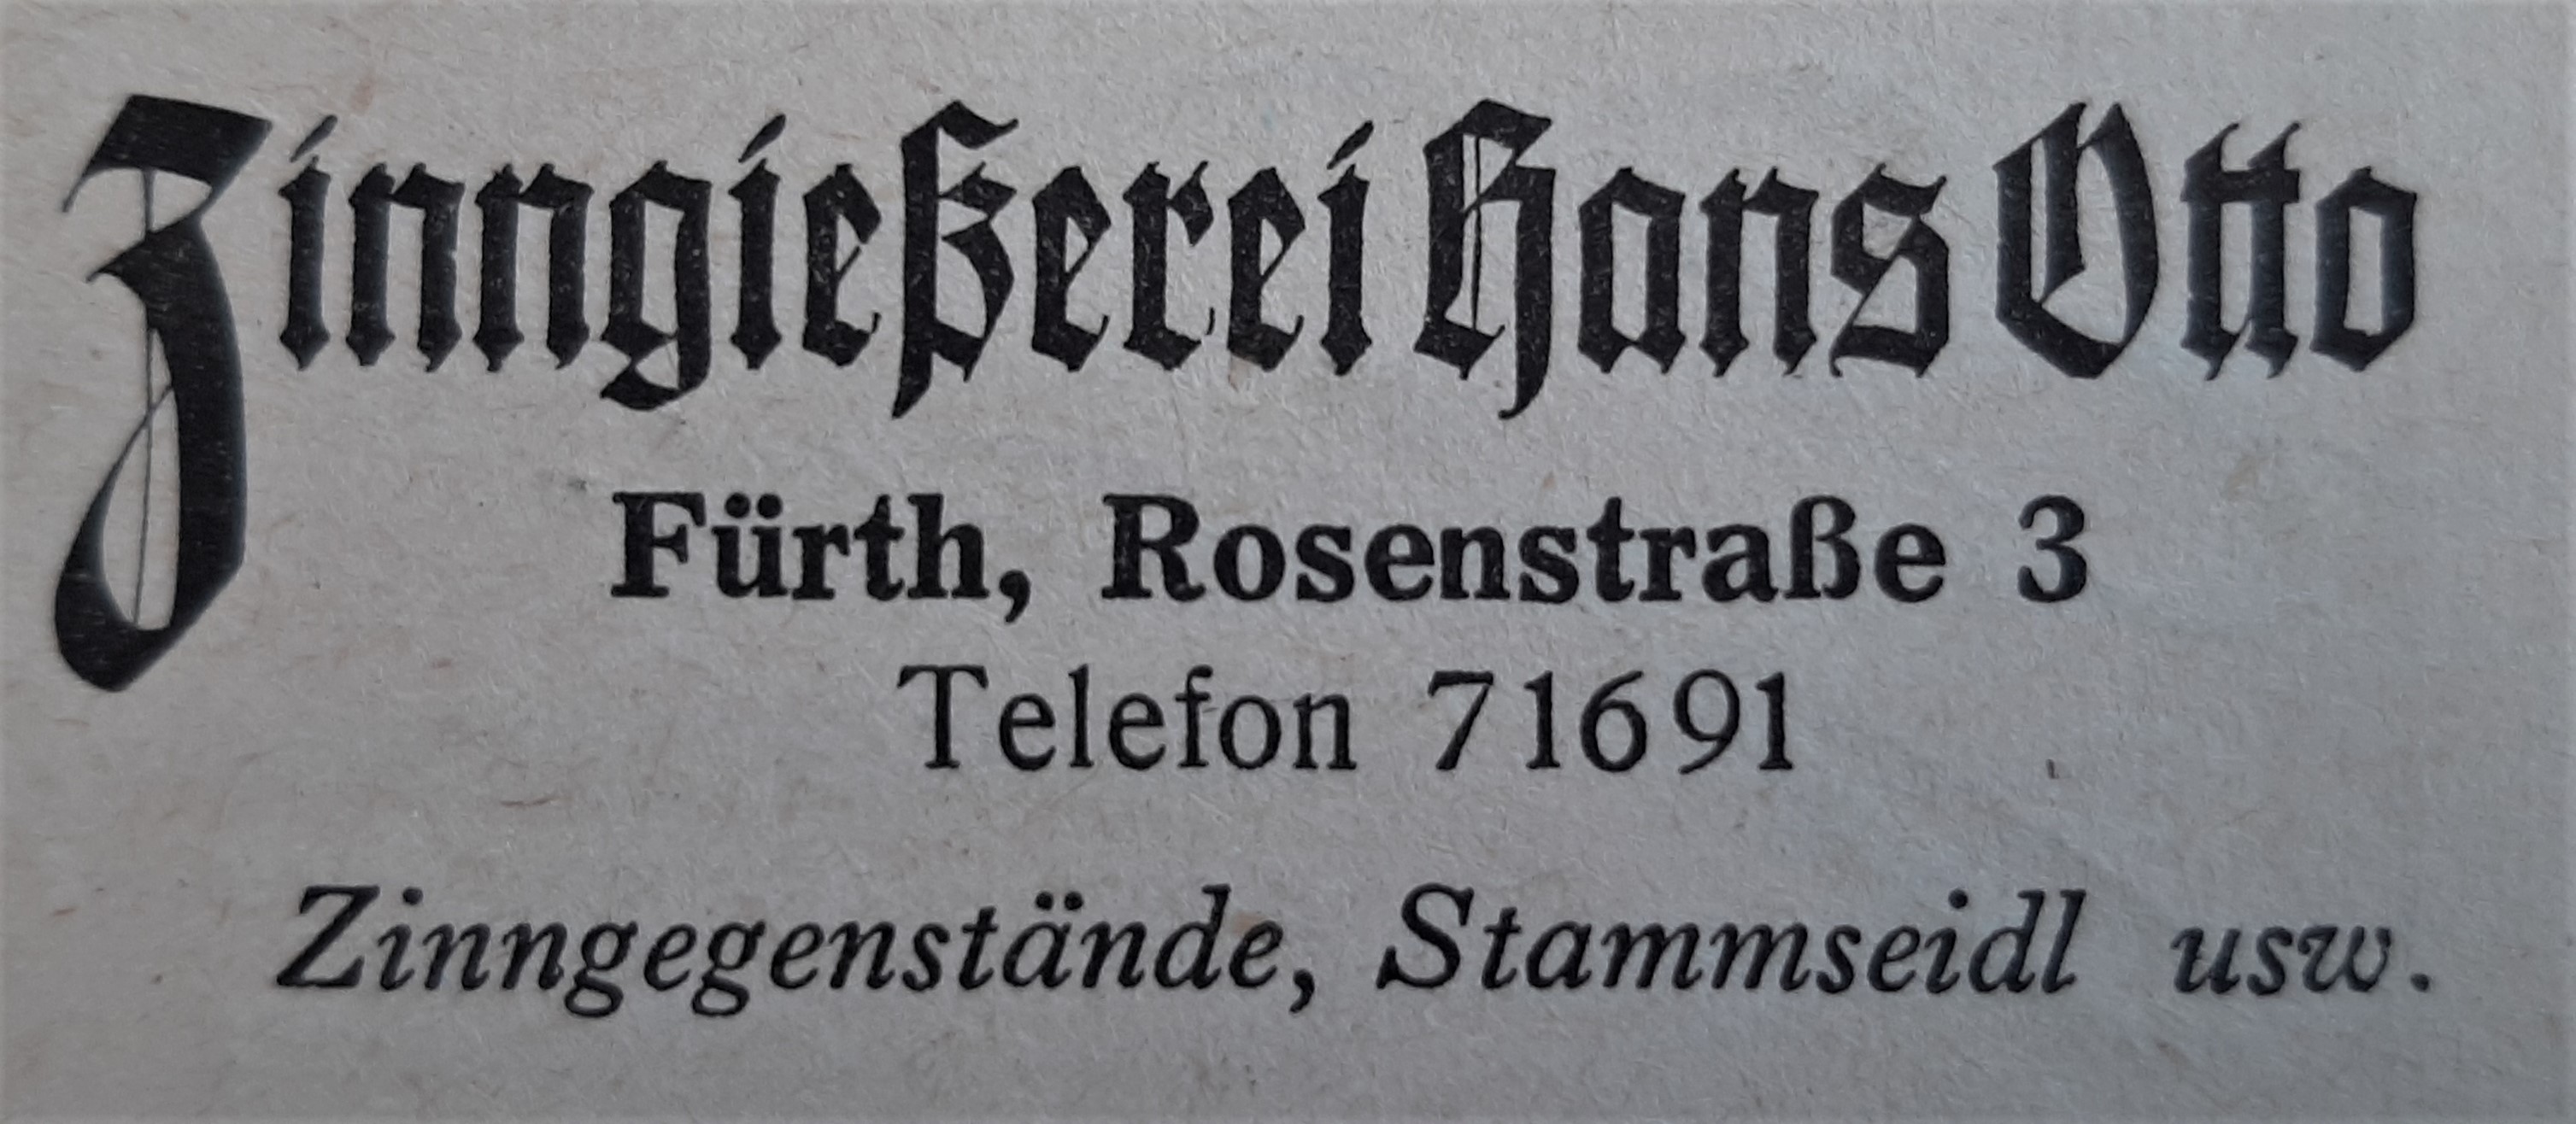 Zinngießerei Hans Otto
Fürth, Rosenstraße 3
Telefon 71691
Zinngegenstände, Stammseidl usw.